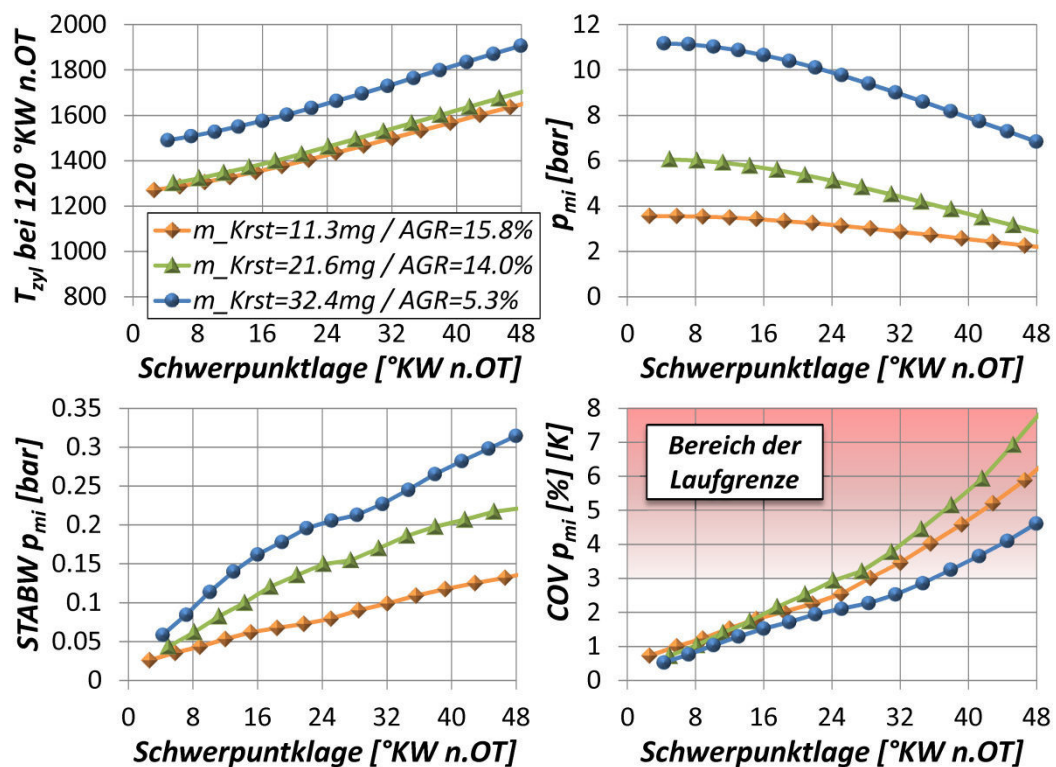 T_zyl bei 120 °KW n.OT
2000
1800
1600
1400
1200
1000
800
m_Krst=11.3mg / AGR=15.8%
m_Krst=21.6mg / AGR=14.0%
m_Krst=32.4mg / AGR=5.3%
0 8 16 24 32 40 48
Schwerpunktlage [°KW n.OT]
p_mi [bar]
12
10
8
6
4
2
0
0 8 16 24 32 40 48
Schwerpunktlage [°KW n.OT]
STABW p_mi [bar]
0.35
0.3
0.25
0.2
0.15
0.1
0.05
0
0 8 16 24 32 40 48
Schwerpuntklage [°KW n.OT]
COV p_mi [%] [K]
8
7
6
5
4
3
2
1
0
Bereich der
Laufgrenze
0 8 16 24 32 40 48
Schwerpunktlage [°KW n.OT]